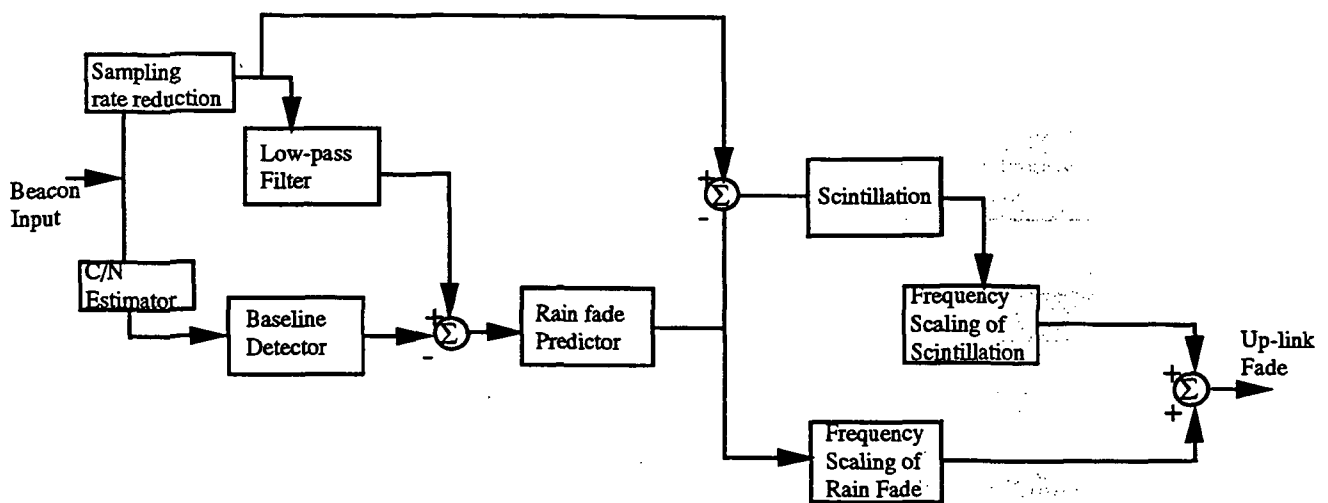 Sampling
rate reduction
Low-pass
Filter
Beacon
Input
C/N
Estimator
Baseline
Detector
+
Σ
-
Rain fade
Predictor
+
Σ
-
Scintillation
Frequency
Scaling of
Scintillation
Frequency
Scaling of
Rain Fade
+
Σ
+
Up-link
Fade